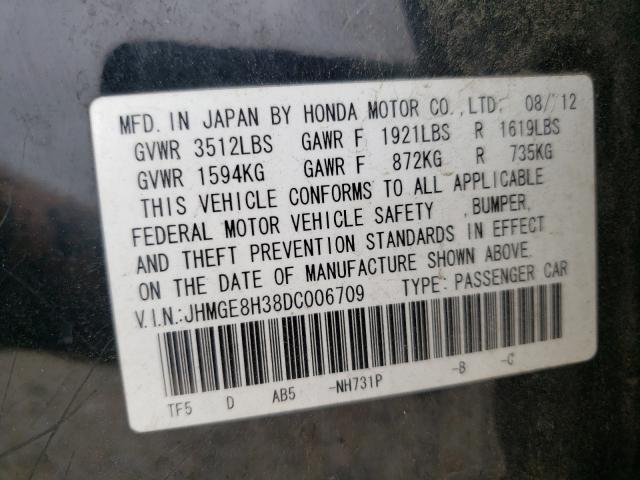 MFD. IN JAPAN BY HONDA MOTOR CO., LTD. 08/12
GVWR 3512LBS GAWR F 1921LBS R 1619LBS
GVWR 1594KG GAWR F 872KG R 735KG
THIS VEHICLE CONFORMS TO ALL APPLICABLE
FEDERAL MOTOR VEHICLE SAFETY ,BUMPER,
AND THEFT PREVENTION STANDARDS IN EFFECT
ON THE DATE OF MANUFACTURE SHOWN ABOVE.
V.I.N.:JHMGE8H38DC006709 TYPE: PASSENGER CAR
TF5 D AB5 -NH731P -B -C